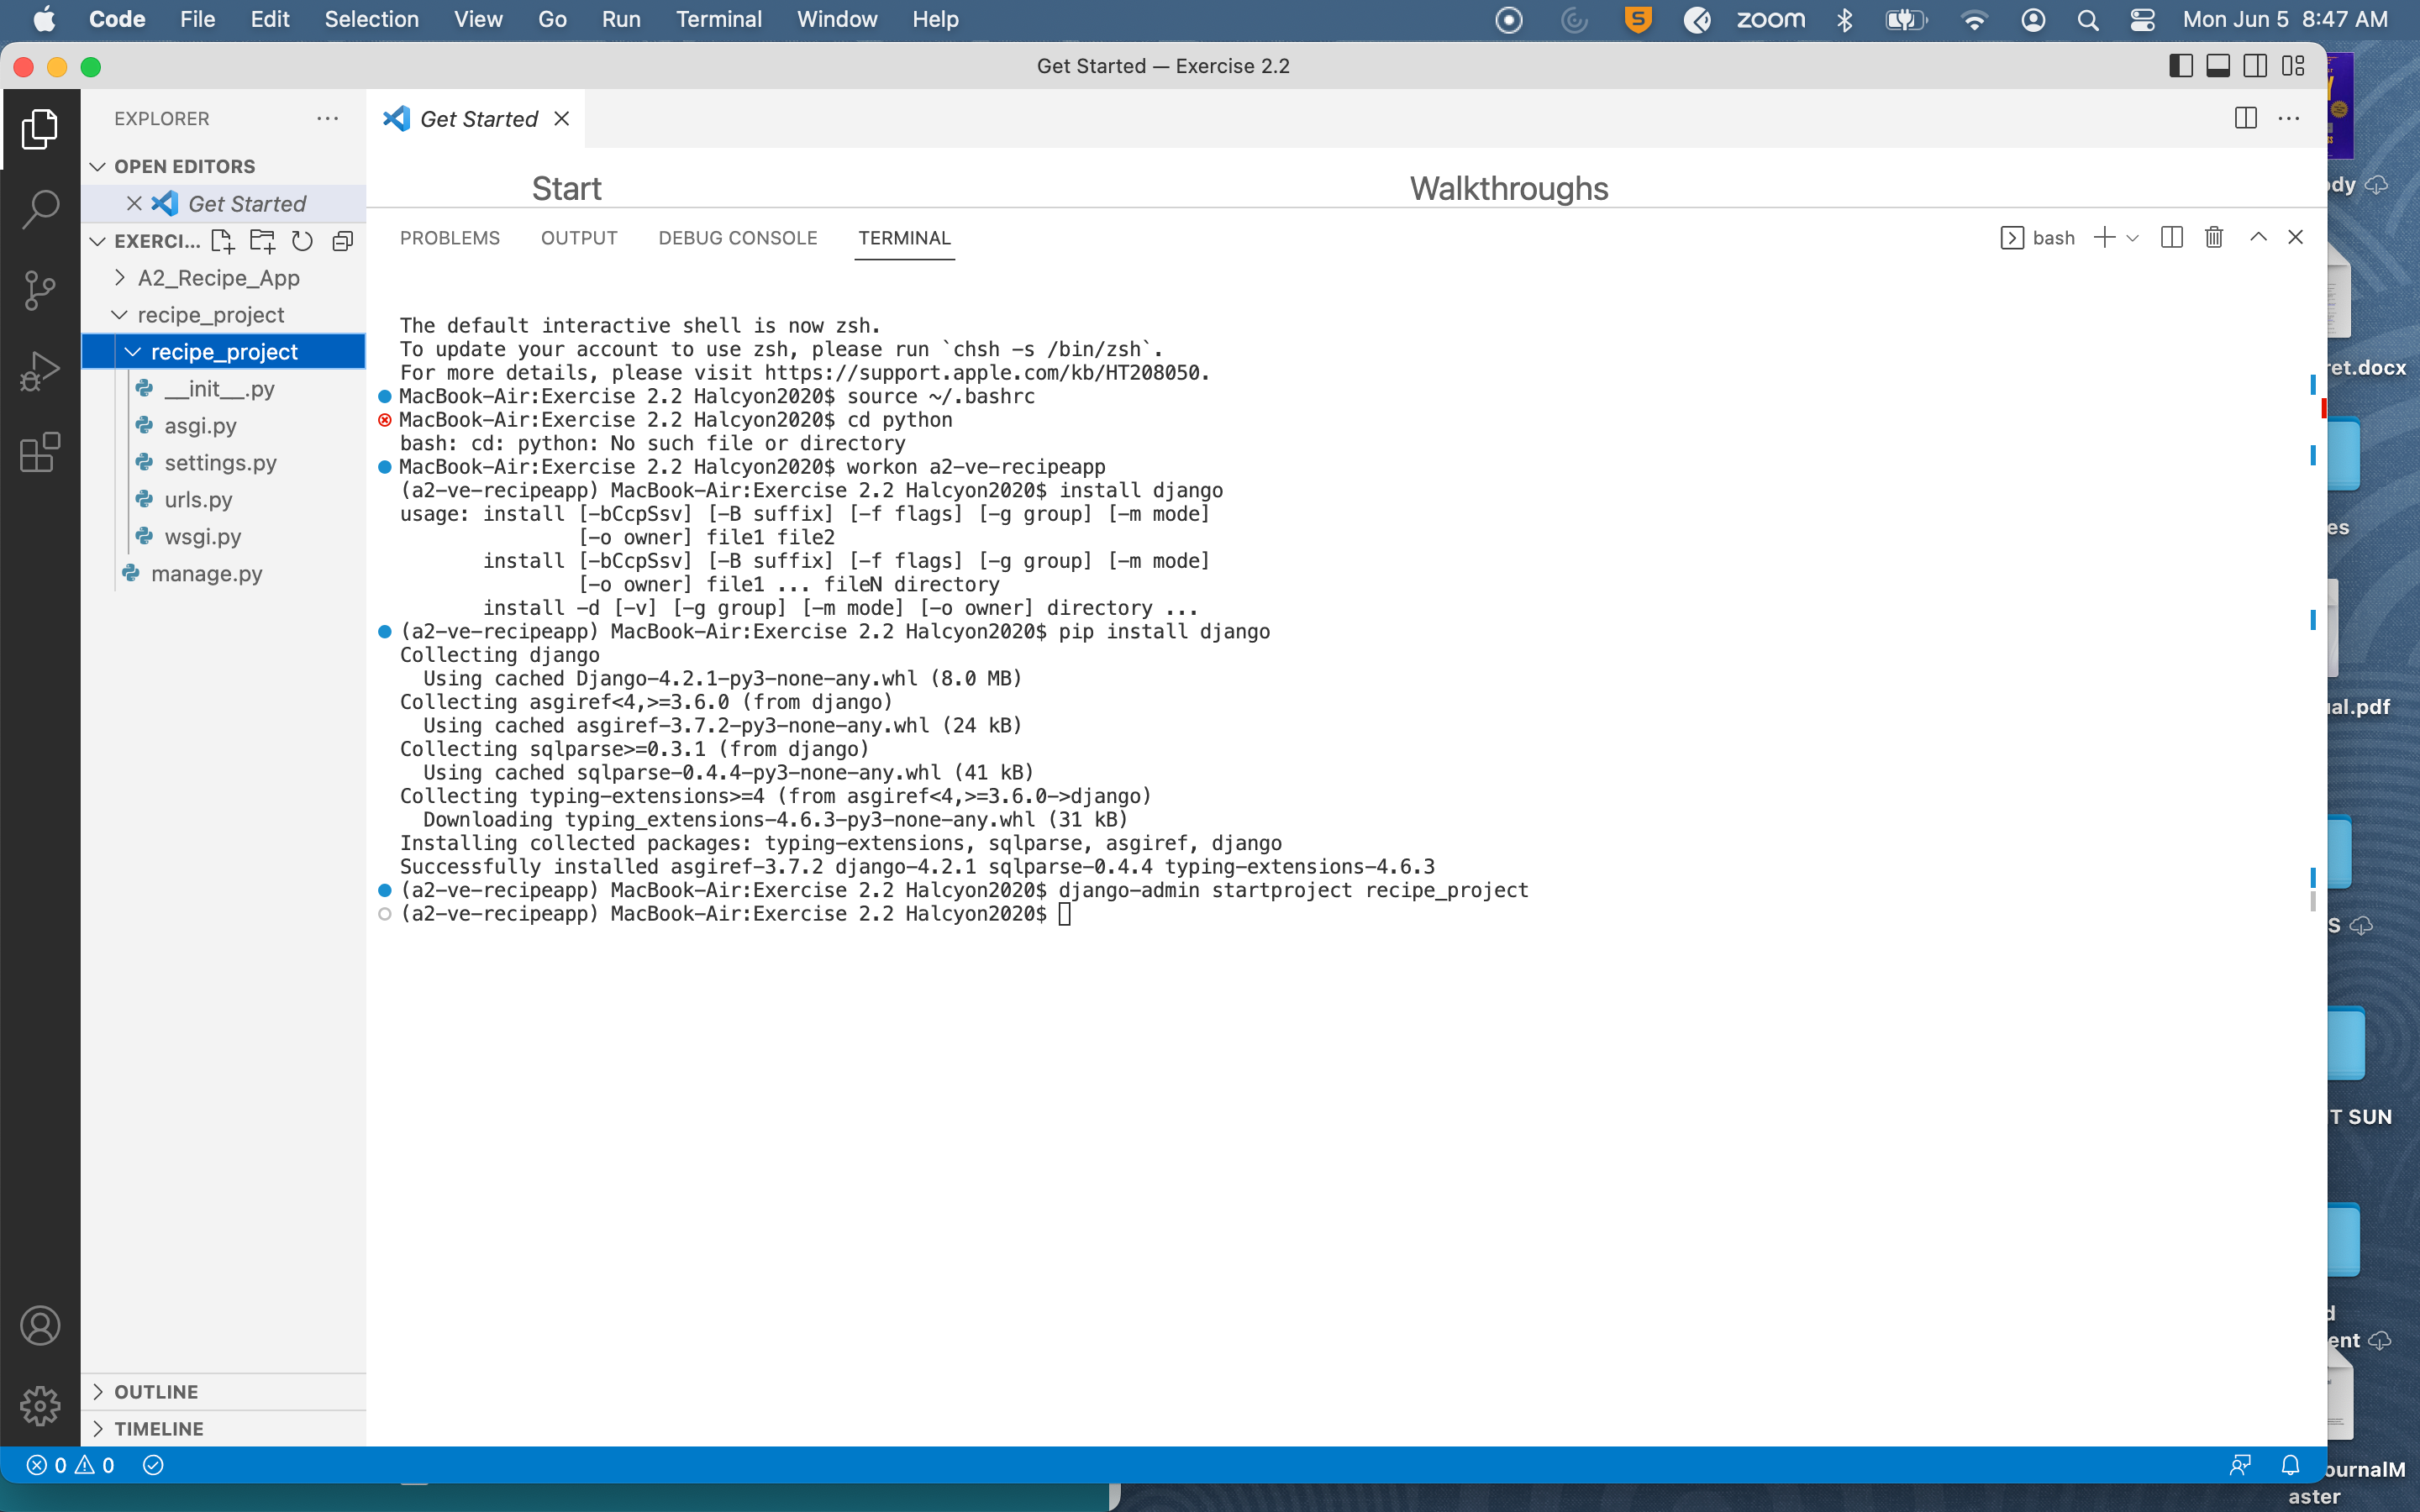 Code File Edit Selection View Go Run Terminal Window Help zoom Mon Jun 5 8:47 AM
Get Started — Exercise 2.2
EXPLORER
Get Started
OPEN EDITORS
Get Started
EXERCI...
A2_Recipe_App
recipe_project
recipe_project
__init__.py
asgi.py
settings.py
urls.py
wsgi.py
manage.py
OUTLINE
TIMELINE
Start Walkthroughs
PROBLEMS OUTPUT DEBUG CONSOLE TERMINAL bash
The default interactive shell is now zsh.
To update your account to use zsh, please run `chsh -s /bin/zsh`.
For more details, please visit https://support.apple.com/kb/HT208050.
MacBook-Air:Exercise 2.2 Halcyon2020$ source ~/.bashrc
MacBook-Air:Exercise 2.2 Halcyon2020$ cd python
bash: cd: python: No such file or directory
MacBook-Air:Exercise 2.2 Halcyon2020$ workon a2-ve-recipeapp
(a2-ve-recipeapp) MacBook-Air:Exercise 2.2 Halcyon2020$ install django
usage: install [-bCcpSsv] [-B suffix] [-f flags] [-g group] [-m mode]
[-o owner] file1 file2
install [-bCcpSsv] [-B suffix] [-f flags] [-g group] [-m mode]
[-o owner] file1 ... fileN directory
install -d [-v] [-g group] [-m mode] [-o owner] directory ...
(a2-ve-recipeapp) MacBook-Air:Exercise 2.2 Halcyon2020$ pip install django
Collecting django
Using cached Django-4.2.1-py3-none-any.whl (8.0 MB)
Collecting asgiref<4,>=3.6.0 (from django)
Using cached asgiref-3.7.2-py3-none-any.whl (24 kB)
Collecting sqlparse>=0.3.1 (from django)
Using cached sqlparse-0.4.4-py3-none-any.whl (41 kB)
Collecting typing-extensions>=4 (from asgiref<4,>=3.6.0->django)
Downloading typing_extensions-4.6.3-py3-none-any.whl (31 kB)
Installing collected packages: typing-extensions, sqlparse, asgiref, django
Successfully installed asgiref-3.7.2 django-4.2.1 sqlparse-0.4.4 typing-extensions-4.6.3
(a2-ve-recipeapp) MacBook-Air:Exercise 2.2 Halcyon2020$ django-admin startproject recipe_project
(a2-ve-recipeapp) MacBook-Air:Exercise 2.2 Halcyon2020$
0 0
ody
ret.docx
es
ual.pdf
S
T SUN
d
ent
ournalM
aster